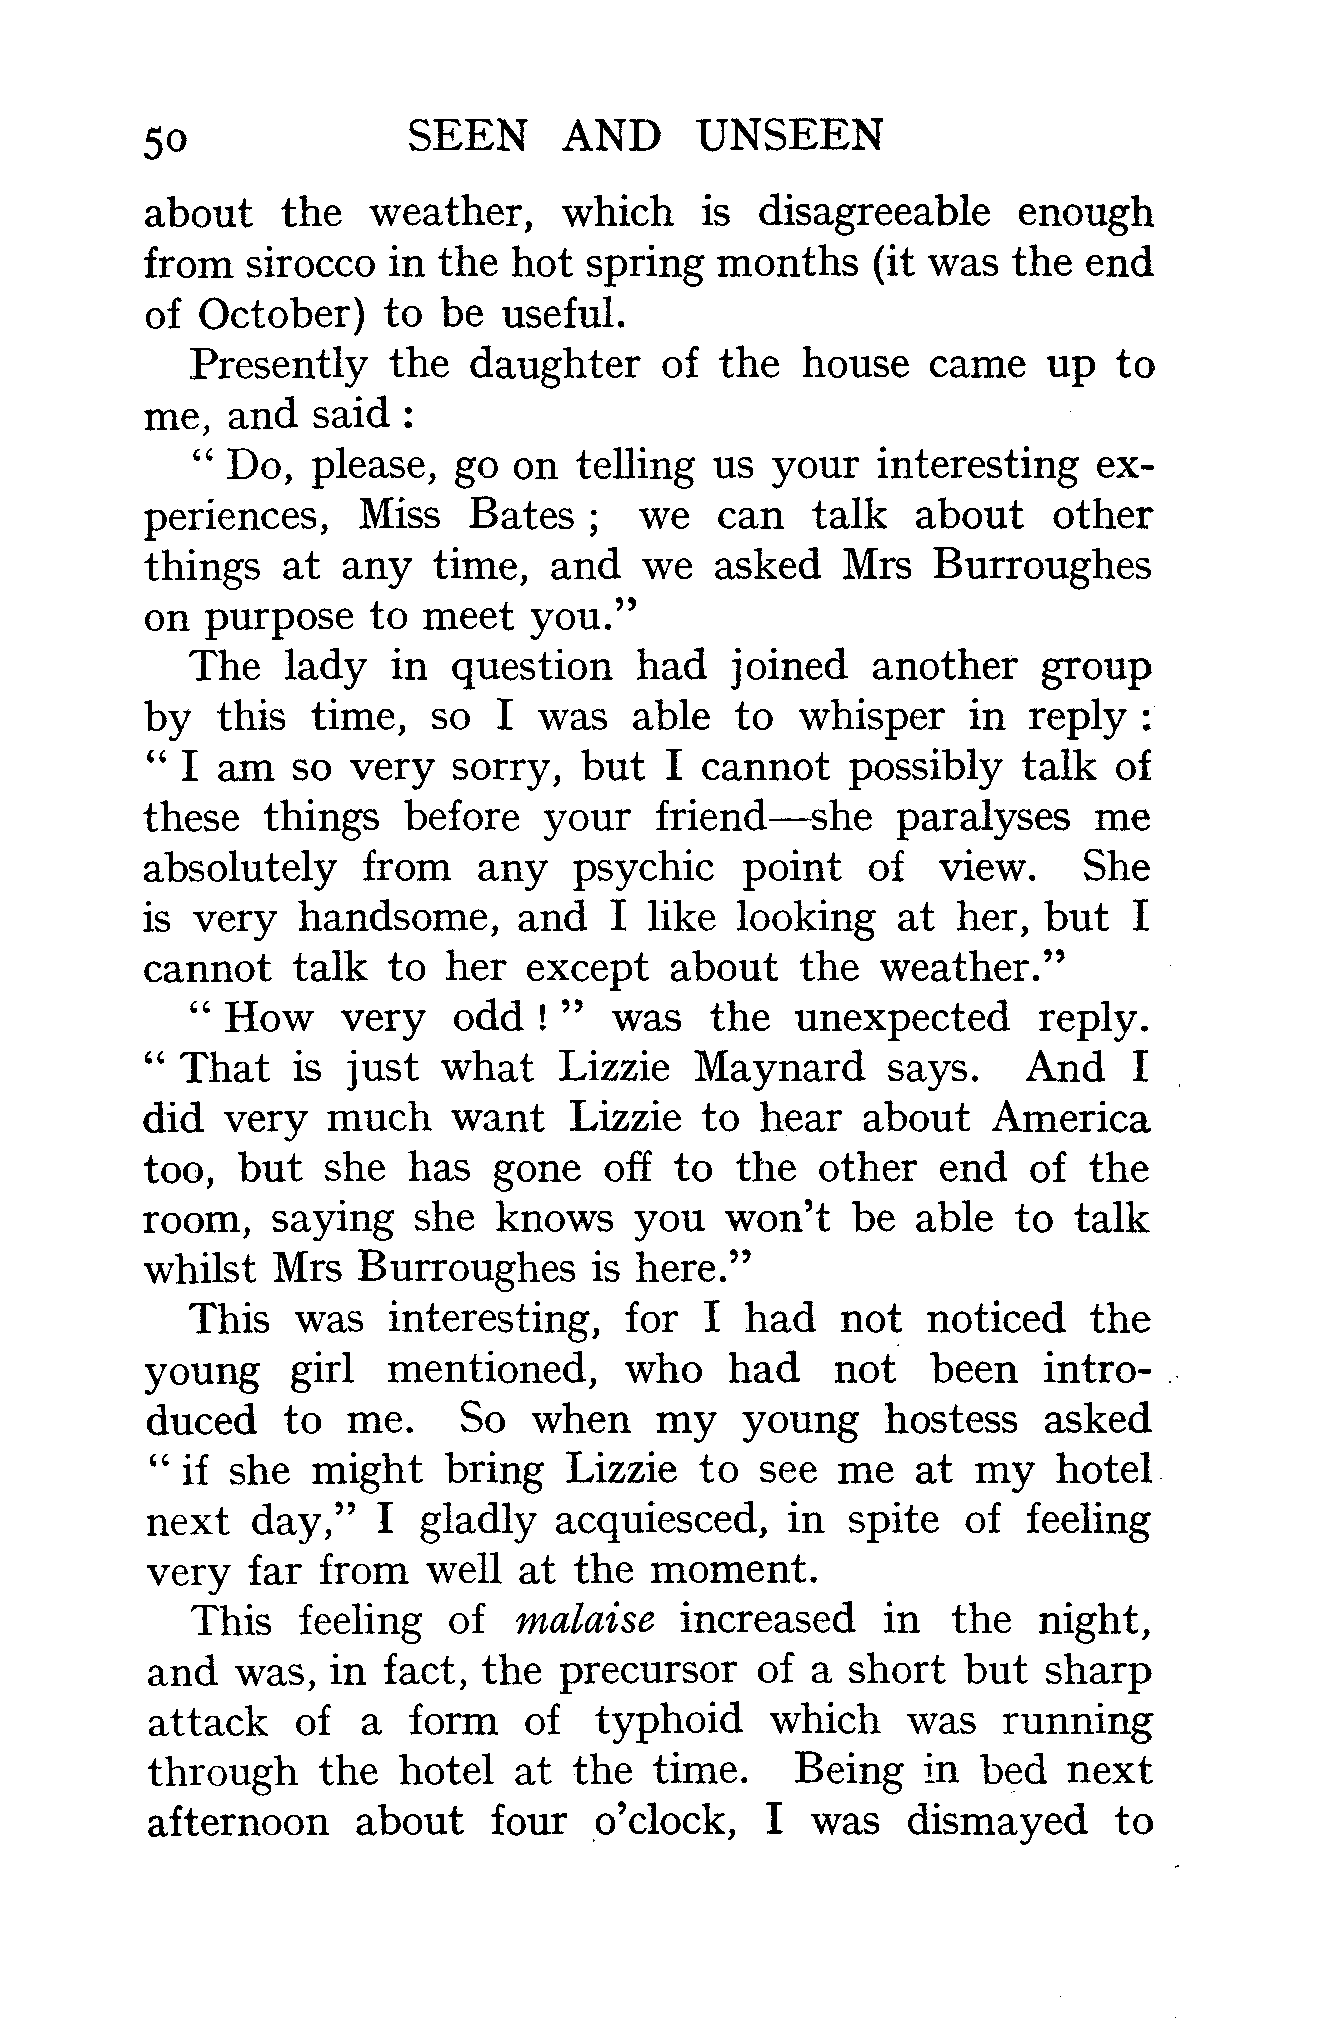 50 SEEN AND UNSEEN
about the weather, which is disagreeable enough
from sirocco in the hot spring months (it was the end
of October) to be useful.
Presently the daughter of the house came up to
me, and said :
“ Do, please, go on telling us your interesting ex-
periences, Miss Bates ; we can talk about other
things at any time, and we asked Mrs Burroughes
on purpose to meet you.”
The lady in question had joined another group
by this time, so I was able to whisper in reply :
“ I am so very sorry, but I cannot possibly talk of
these things before your friend—she paralyses me
absolutely from any psychic point of view. She
is very handsome, and I like looking at her, but I
cannot talk to her except about the weather.”
“ How very odd ! ” was the unexpected reply.
“ That is just what Lizzie Maynard says. And I
did very much want Lizzie to hear about America
too, but she has gone off to the other end of the
room, saying she knows you won’t be able to talk
whilst Mrs Burroughes is here.”
This was interesting, for I had not noticed the
young girl mentioned, who had not been intro-
duced to me. So when my young hostess asked
“ if she might bring Lizzie to see me at my hotel
next day,” I gladly acquiesced, in spite of feeling
very far from well at the moment.
This feeling of malaise increased in the night,
and was, in fact, the precursor of a short but sharp
attack of a form of typhoid which was running
through the hotel at the time. Being in bed next
afternoon about four o’clock, I was dismayed to